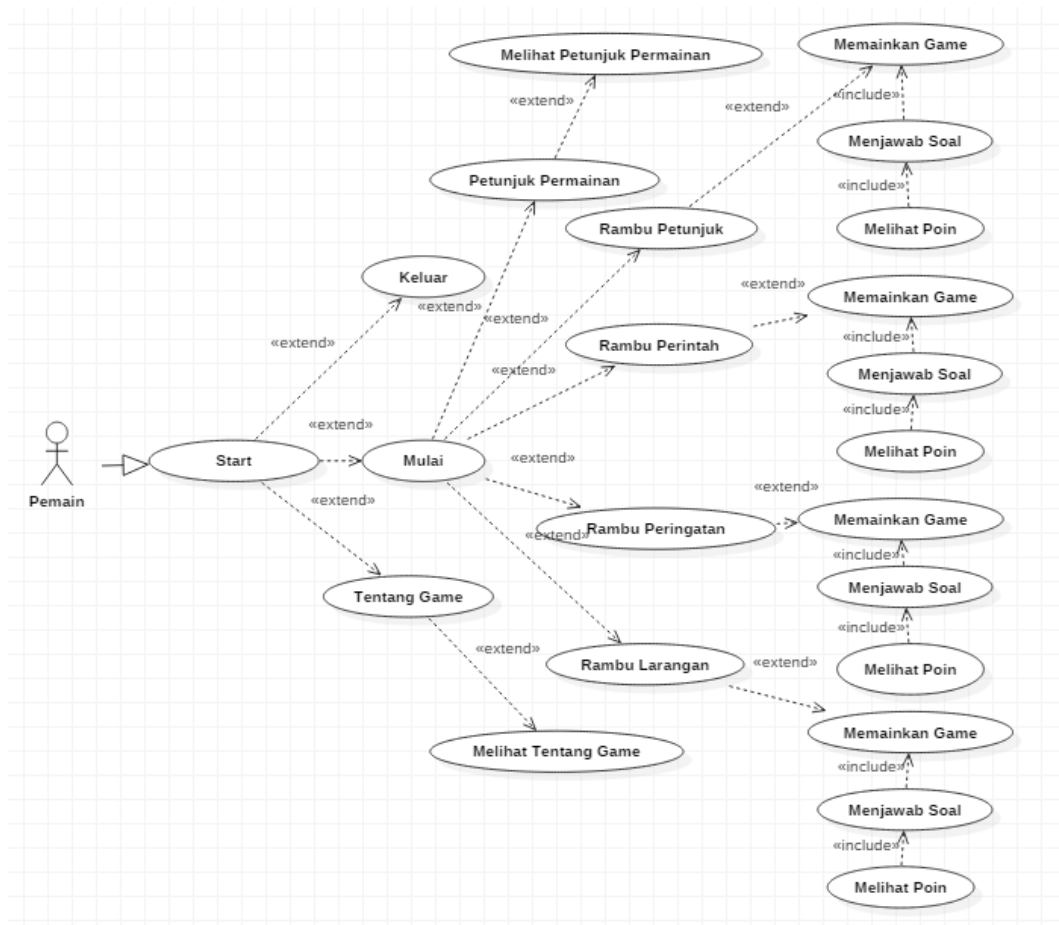 Memainkan Game
Melihat Petunjuk Permainan
«extend»
«extend»
«include»
Menjawab Soal
Petunjuk Permainan
«include»
Rambu Petunjuk
Melihat Poin
Keluar
«extend»
«extend»
«extend»
Memainkan Game
«extend»
«include»
Rambu Perintah
«extend»
Menjawab Soal
«include»
«extend»
Melihat Poin
Start
Mulai
«extend»
«extend»
«extend»
Pemain
Memainkan Game
Rambu Peringatan
«extend»
«include»
Menjawab Soal
Tentang Game
«include»
«extend»
Rambu Larangan
«extend»
Melihat Poin
Memainkan Game
Melihat Tentang Game
«include»
Menjawab Soal
«include»
Melihat Poin